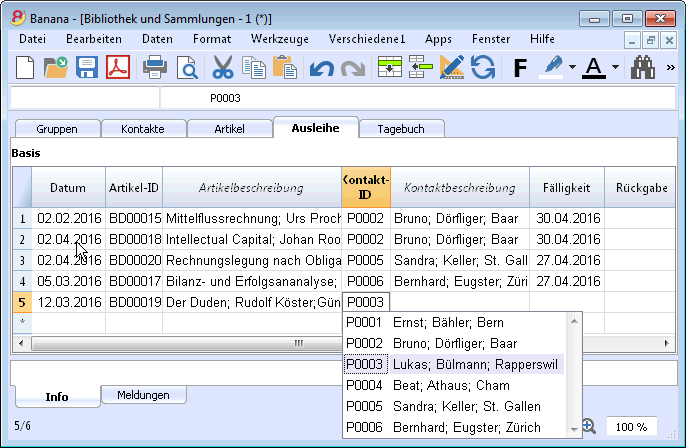 Banana - [Bibliothek und Sammlungen - 1 (*)]
Datei Bearbeiten Daten Format Werkzeuge Verschiedene1 Apps Fenster Hilfe
F A »
P0003
Gruppen Kontakte Artikel Ausleihe Tagebuch
Basis
Datum Artikel-ID Artikelbeschreibung Kontakt-ID Kontaktbeschreibung Fälligkeit Rückgabe
1 02.02.2016 BD00015 Mittelflussrechnung; Urs Proch P0002 Bruno; Dörfliger; Baar 30.04.2016
2 02.04.2016 BD00018 Intellectual Capital; Johan Roo P0002 Bruno; Dörfliger; Baar 30.04.2016
3 02.04.2016 BD00020 Rechnungslegung nach Obliga P0005 Sandra; Keller; St. Gall 27.04.2016
4 05.03.2016 BD00017 Bilanz- und Erfolgsananalyse; P0006 Bernhard; Eugster; Züri 27.04.2016
5 12.03.2016 BD00019 Der Duden; Rudolf Köster;Gün P0003
*
P0001 Ernst; Bähler; Bern
P0002 Bruno; Dörfliger; Baar
P0003 Lukas; Bülmann; Rapperswil
P0004 Beat; Athaus; Cham
P0005 Sandra; Keller; St. Gallen
P0006 Bernhard; Eugster; Zürich
Info Meldungen
5/6 100 %